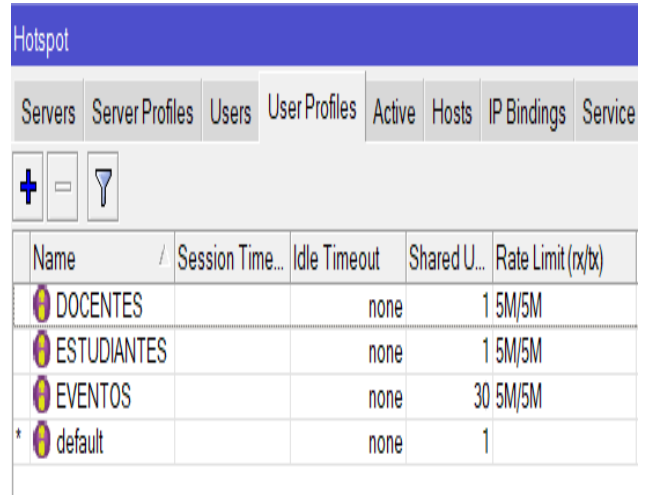 Hotspot
Servers Server Profiles Users User Profiles Active Hosts IP Bindings Service
Name Session Time... Idle Timeout Shared U... Rate Limit (rx/tx)
DOCENTES none 1 5M/5M
ESTUDIANTES none 1 5M/5M
EVENTOS none 30 5M/5M
* default none 1